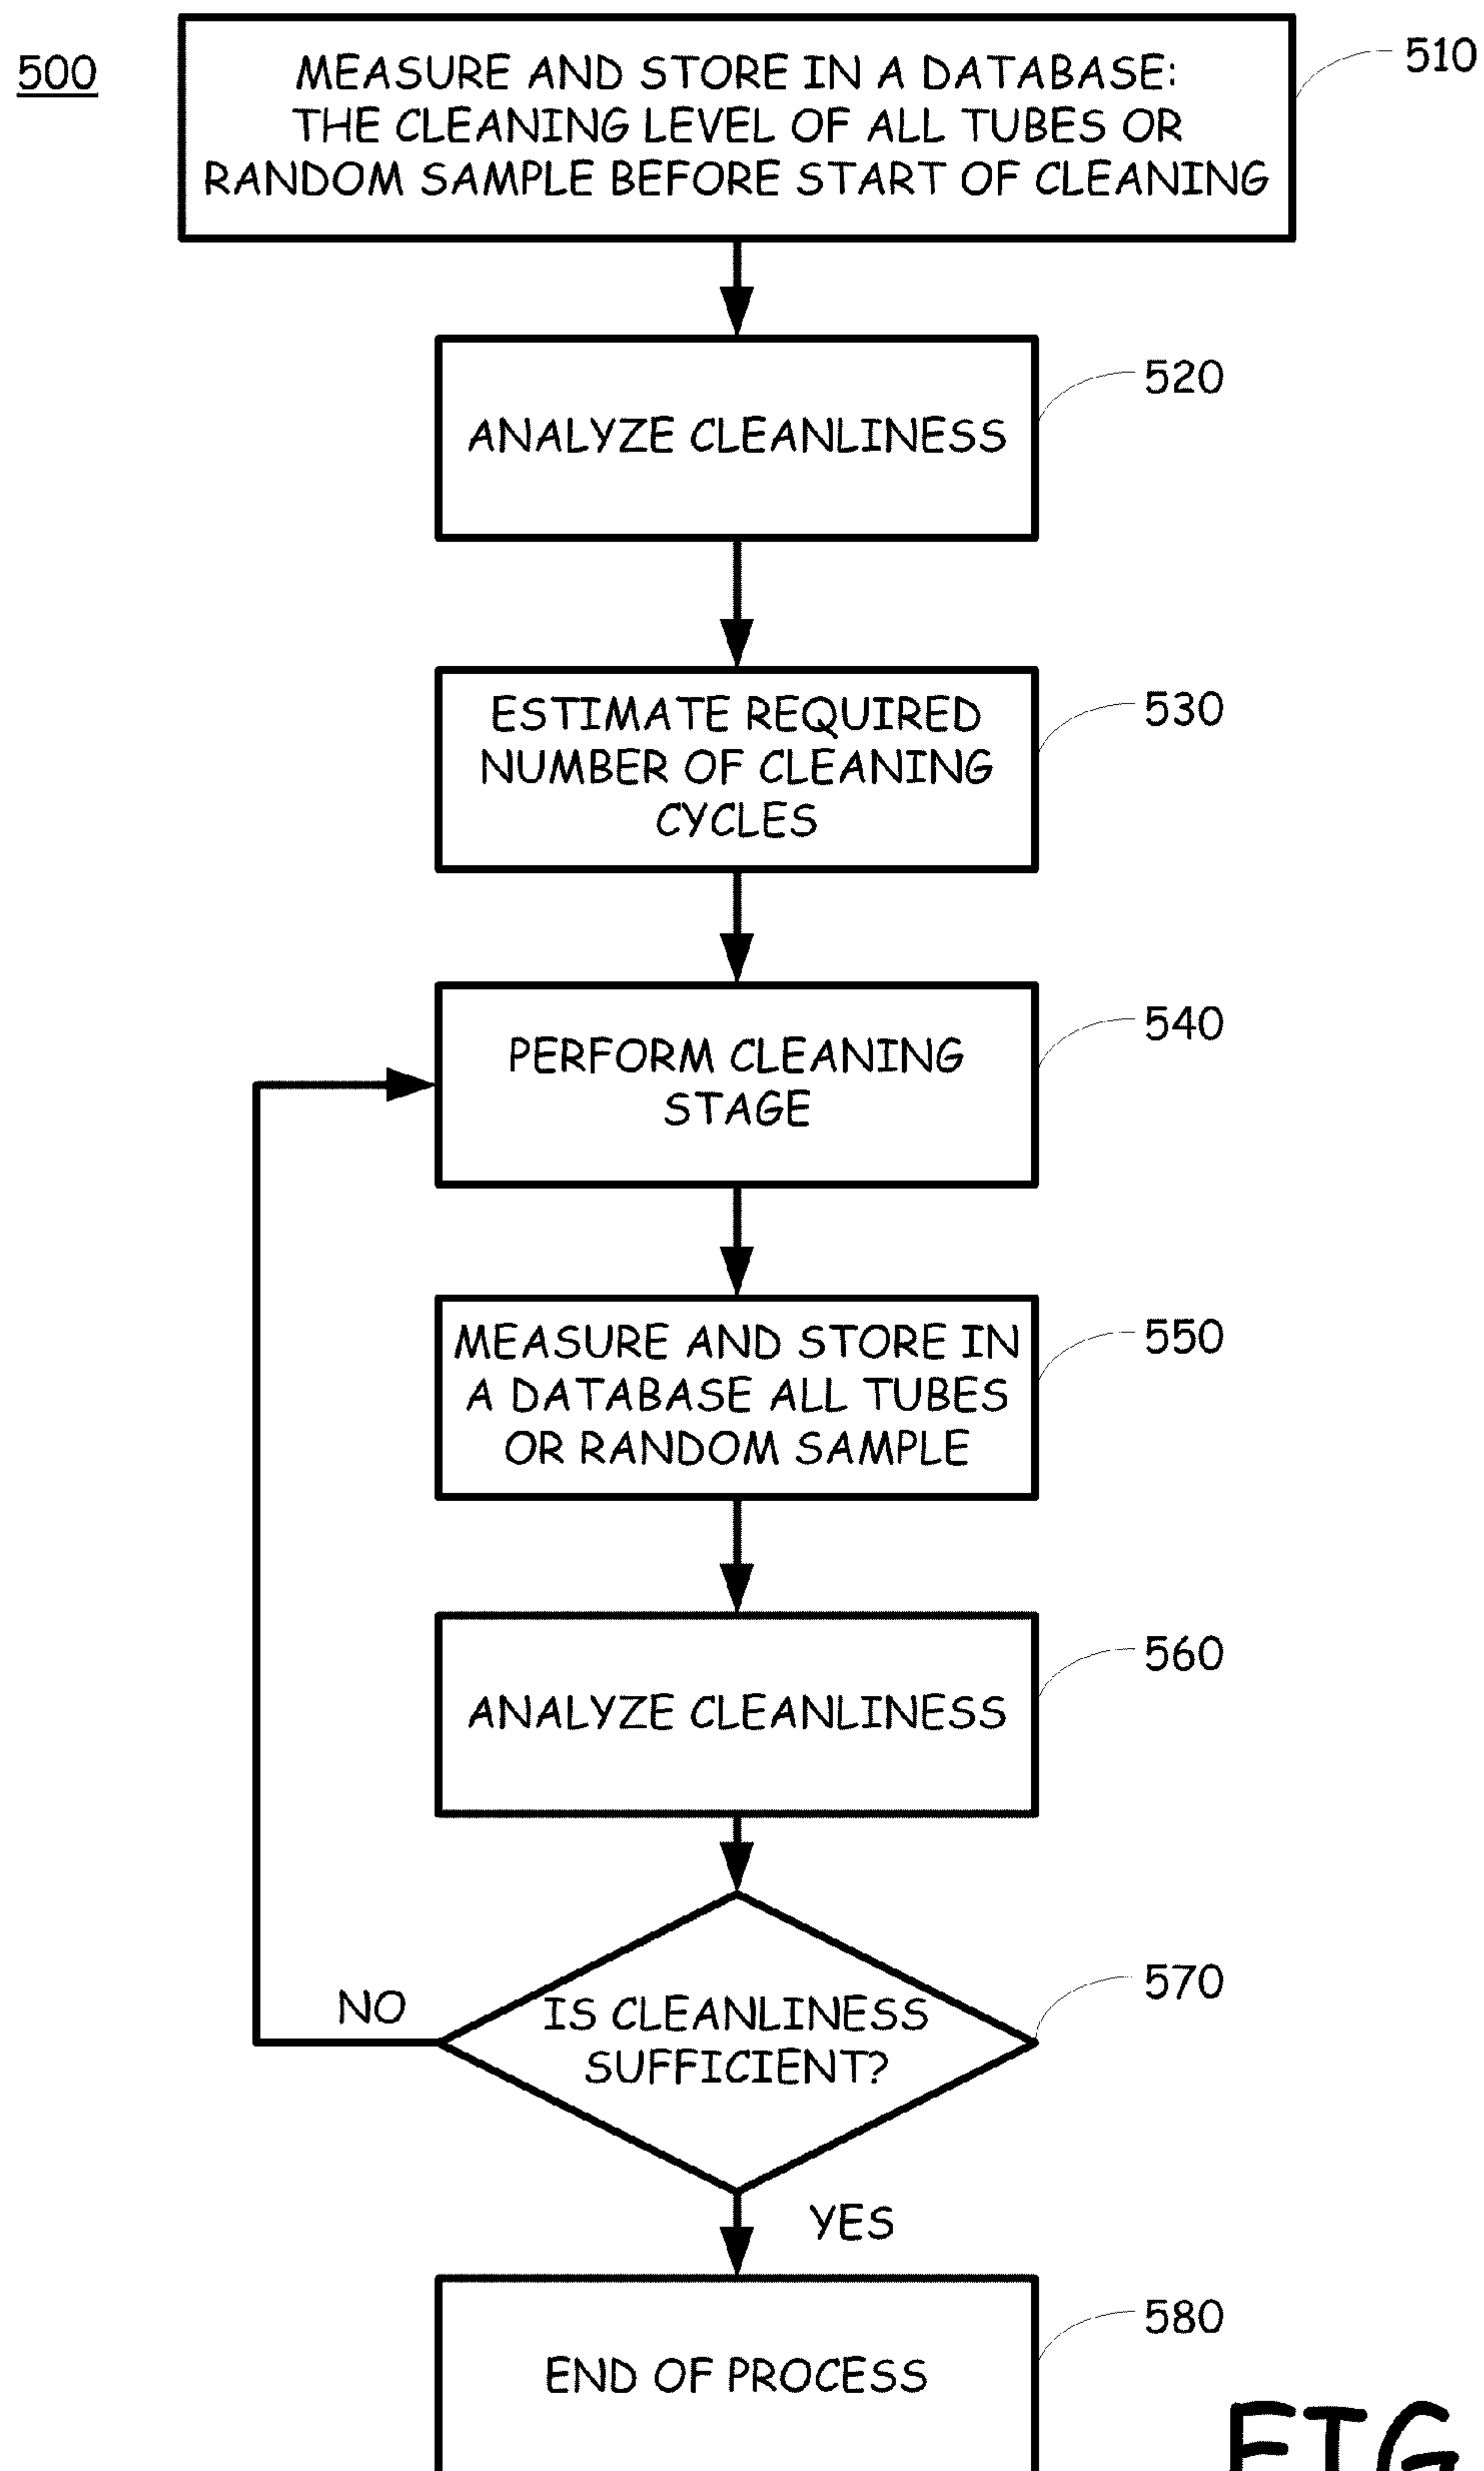 500
MEASURE AND STORE IN A DATABASE:
THE CLEANING LEVEL OF ALL TUBES OR
RANDOM SAMPLE BEFORE START OF CLEANING
510
ANALYZE CLEANLINESS
520
ESTIMATE REQUIRED
NUMBER OF CLEANING
CYCLES
530
PERFORM CLEANING
STAGE
540
MEASURE AND STORE IN
A DATABASE ALL TUBES
OR RANDOM SAMPLE
550
ANALYZE CLEANLINESS
560
IS CLEANLINESS
SUFFICIENT?
570
NO
YES
END OF PROCESS
580
FIG